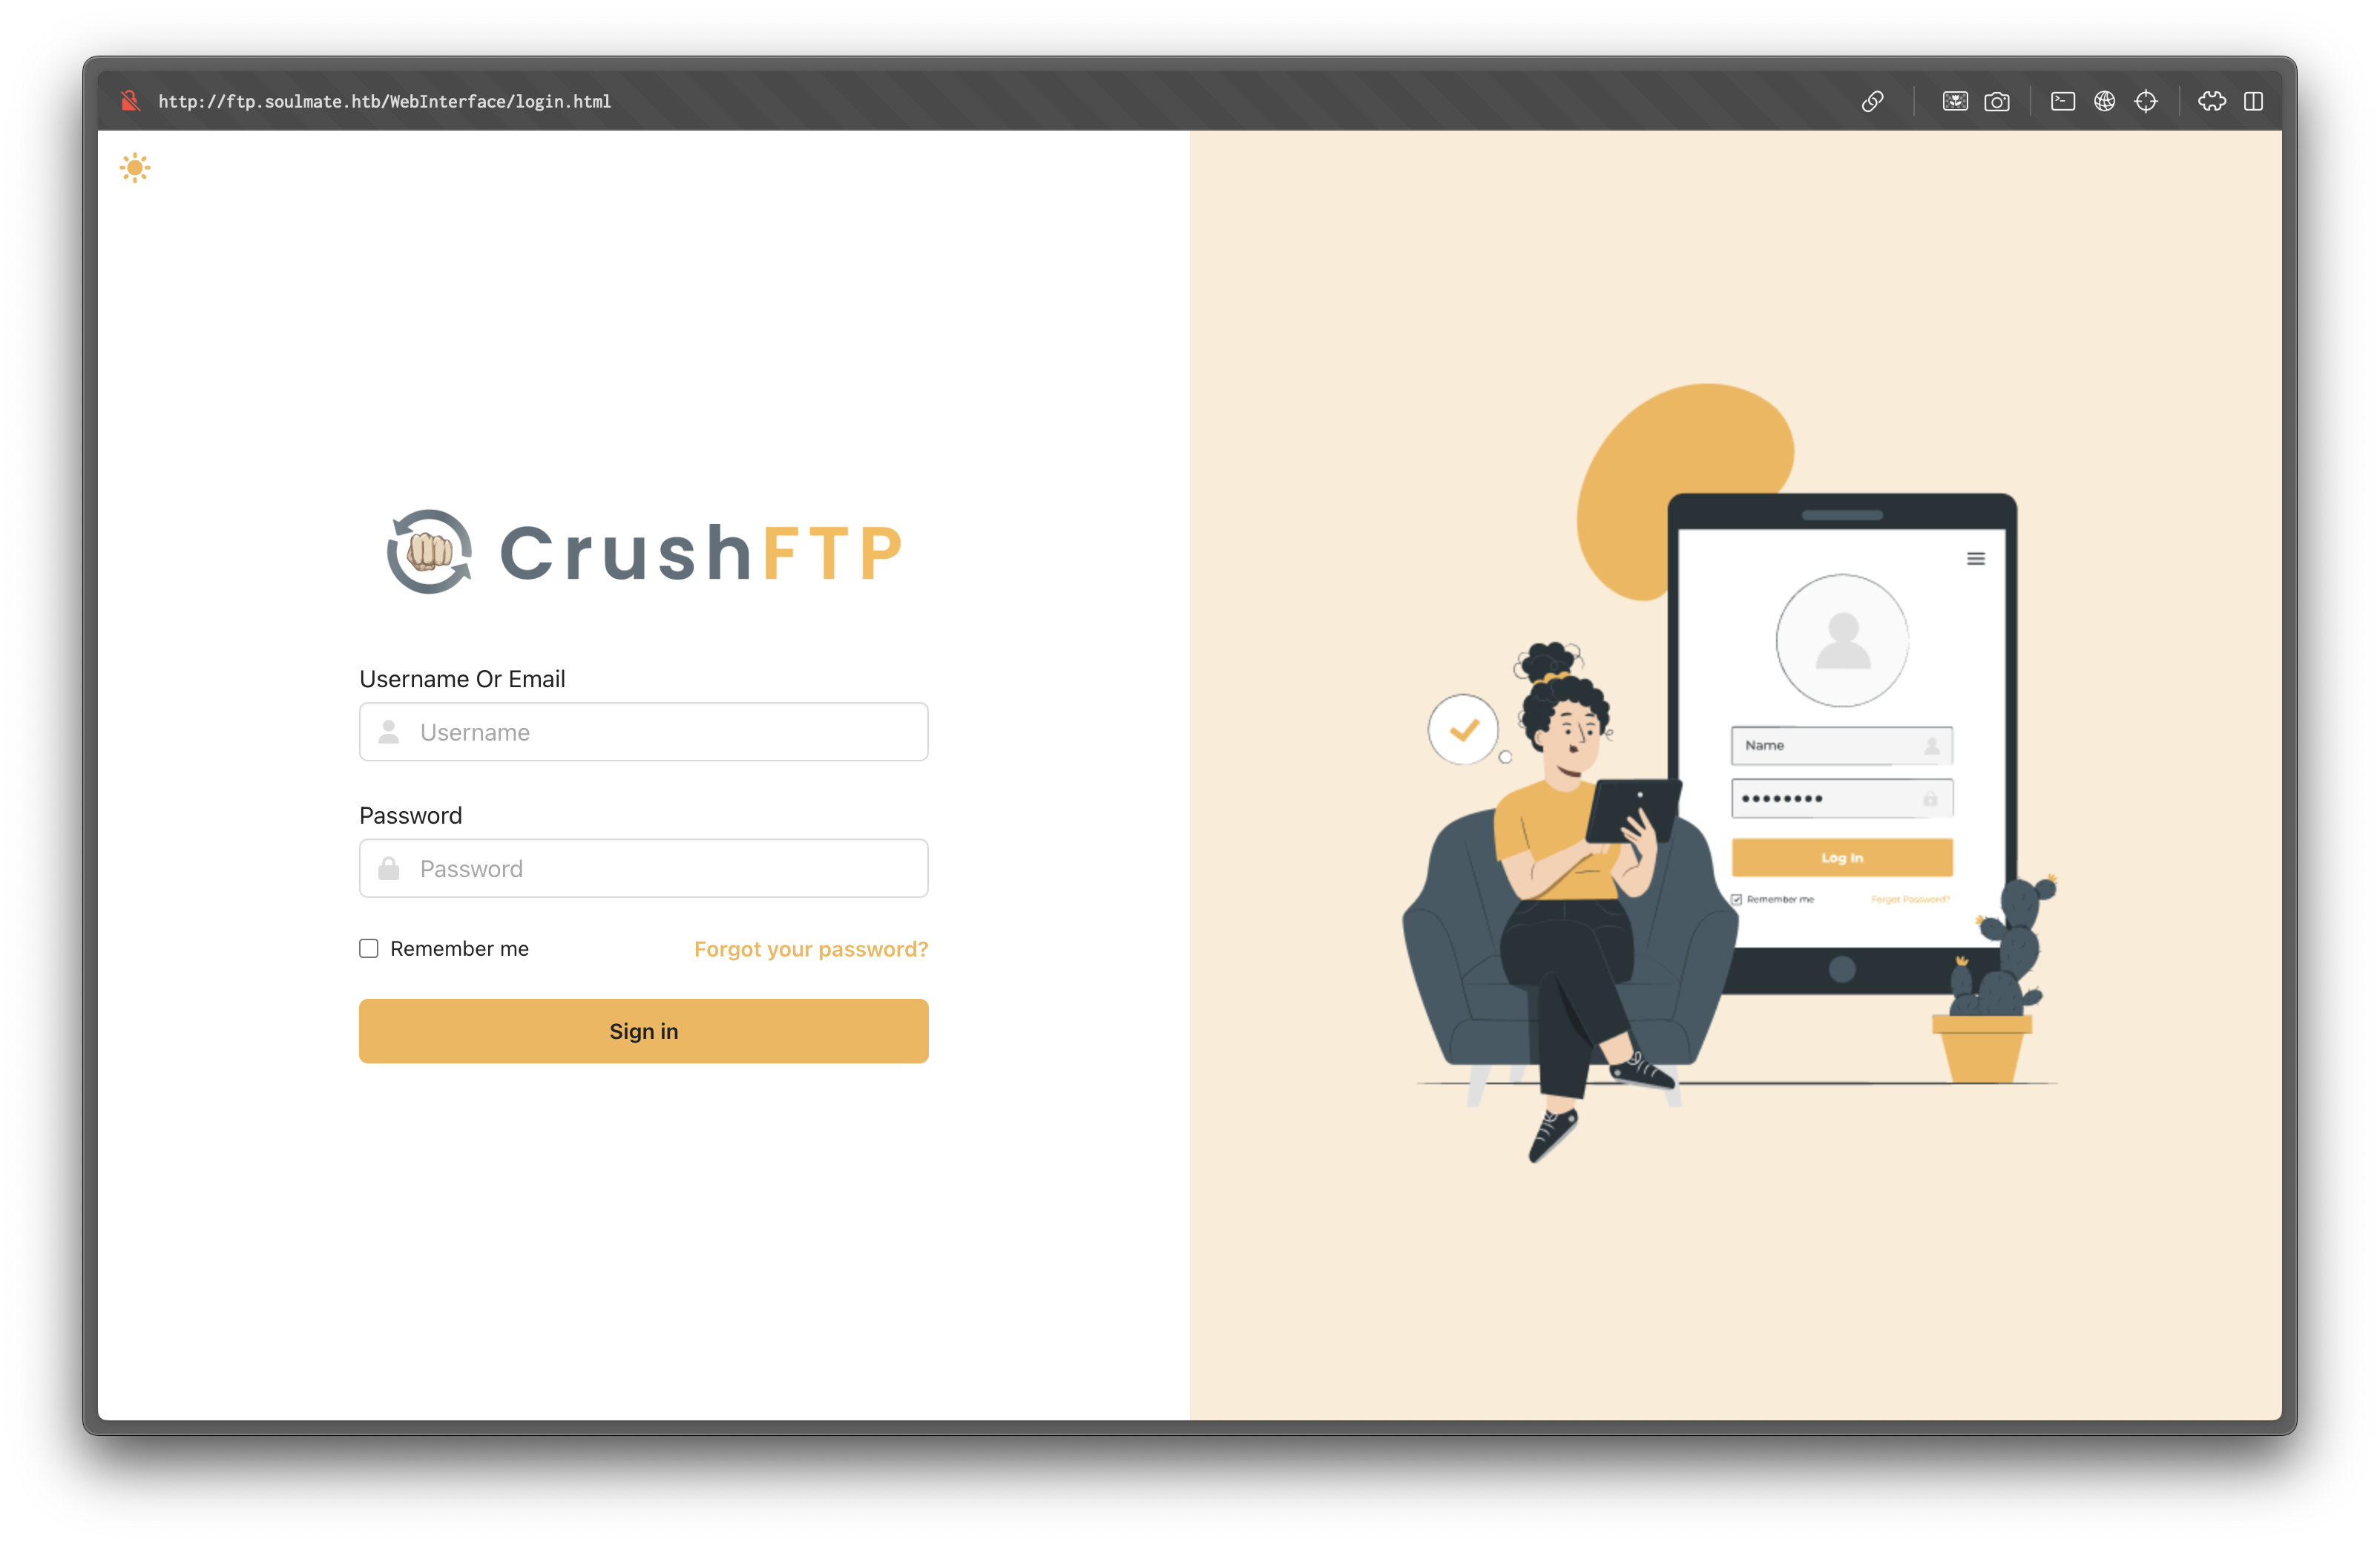 http://ftp.soulmate.htb/WebInterface/login.html
CrushFTP
Username Or Email
Username
Password
Password
Remember me
Forgot your password?
Sign in
Name
Log In
Remember me
Forgot Password?